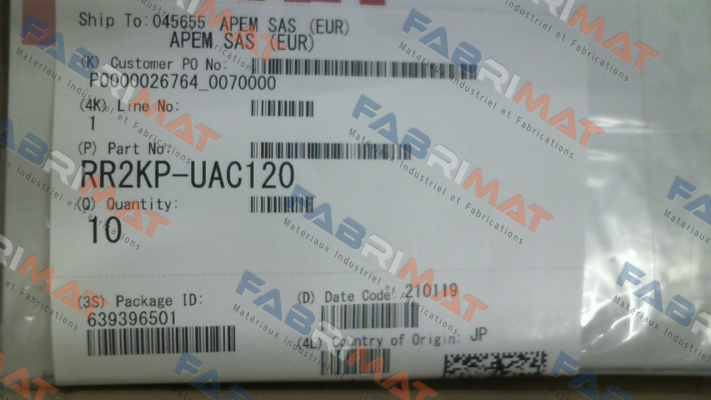 Ship To: 045655 APEM SAS (EUR)
APEM SAS (EUR)
(K) Customer PO No:
PO000026764_0070000
(4K) Line No:
1
(P) Part No:
RR2KP-UAC120
(Q) Quantity:
10
(3S) Package ID:
639396501
(D) Date Code: 210119
(4L) Country of Origin: JP
FABRIMAT
Materiaux Industriel et Fabrications